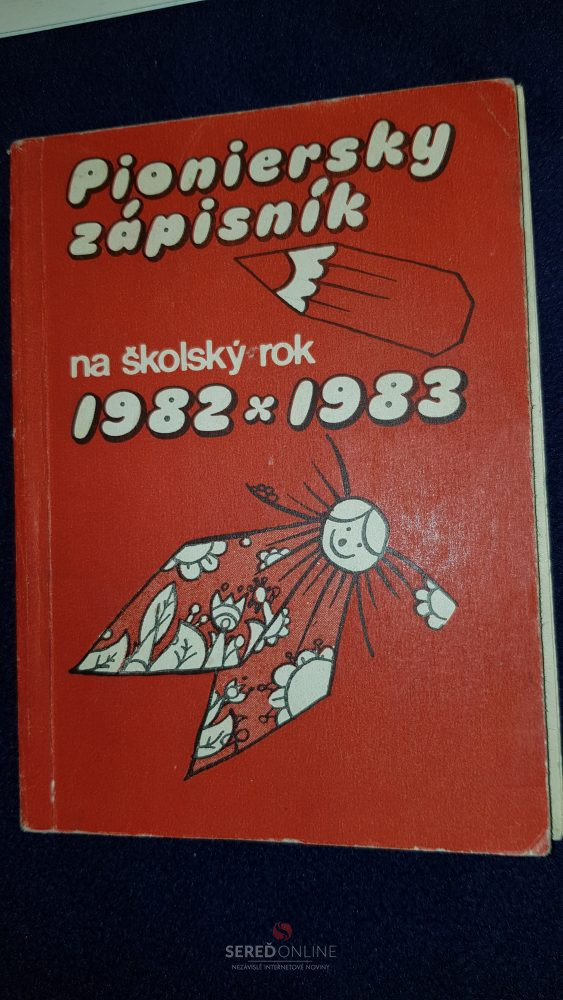 Pioniersky
zápisník
na školský rok
1982 x 1983
SEREĎONLINE
NEZÁVISLÉ INTERNETOVÉ NOVINY